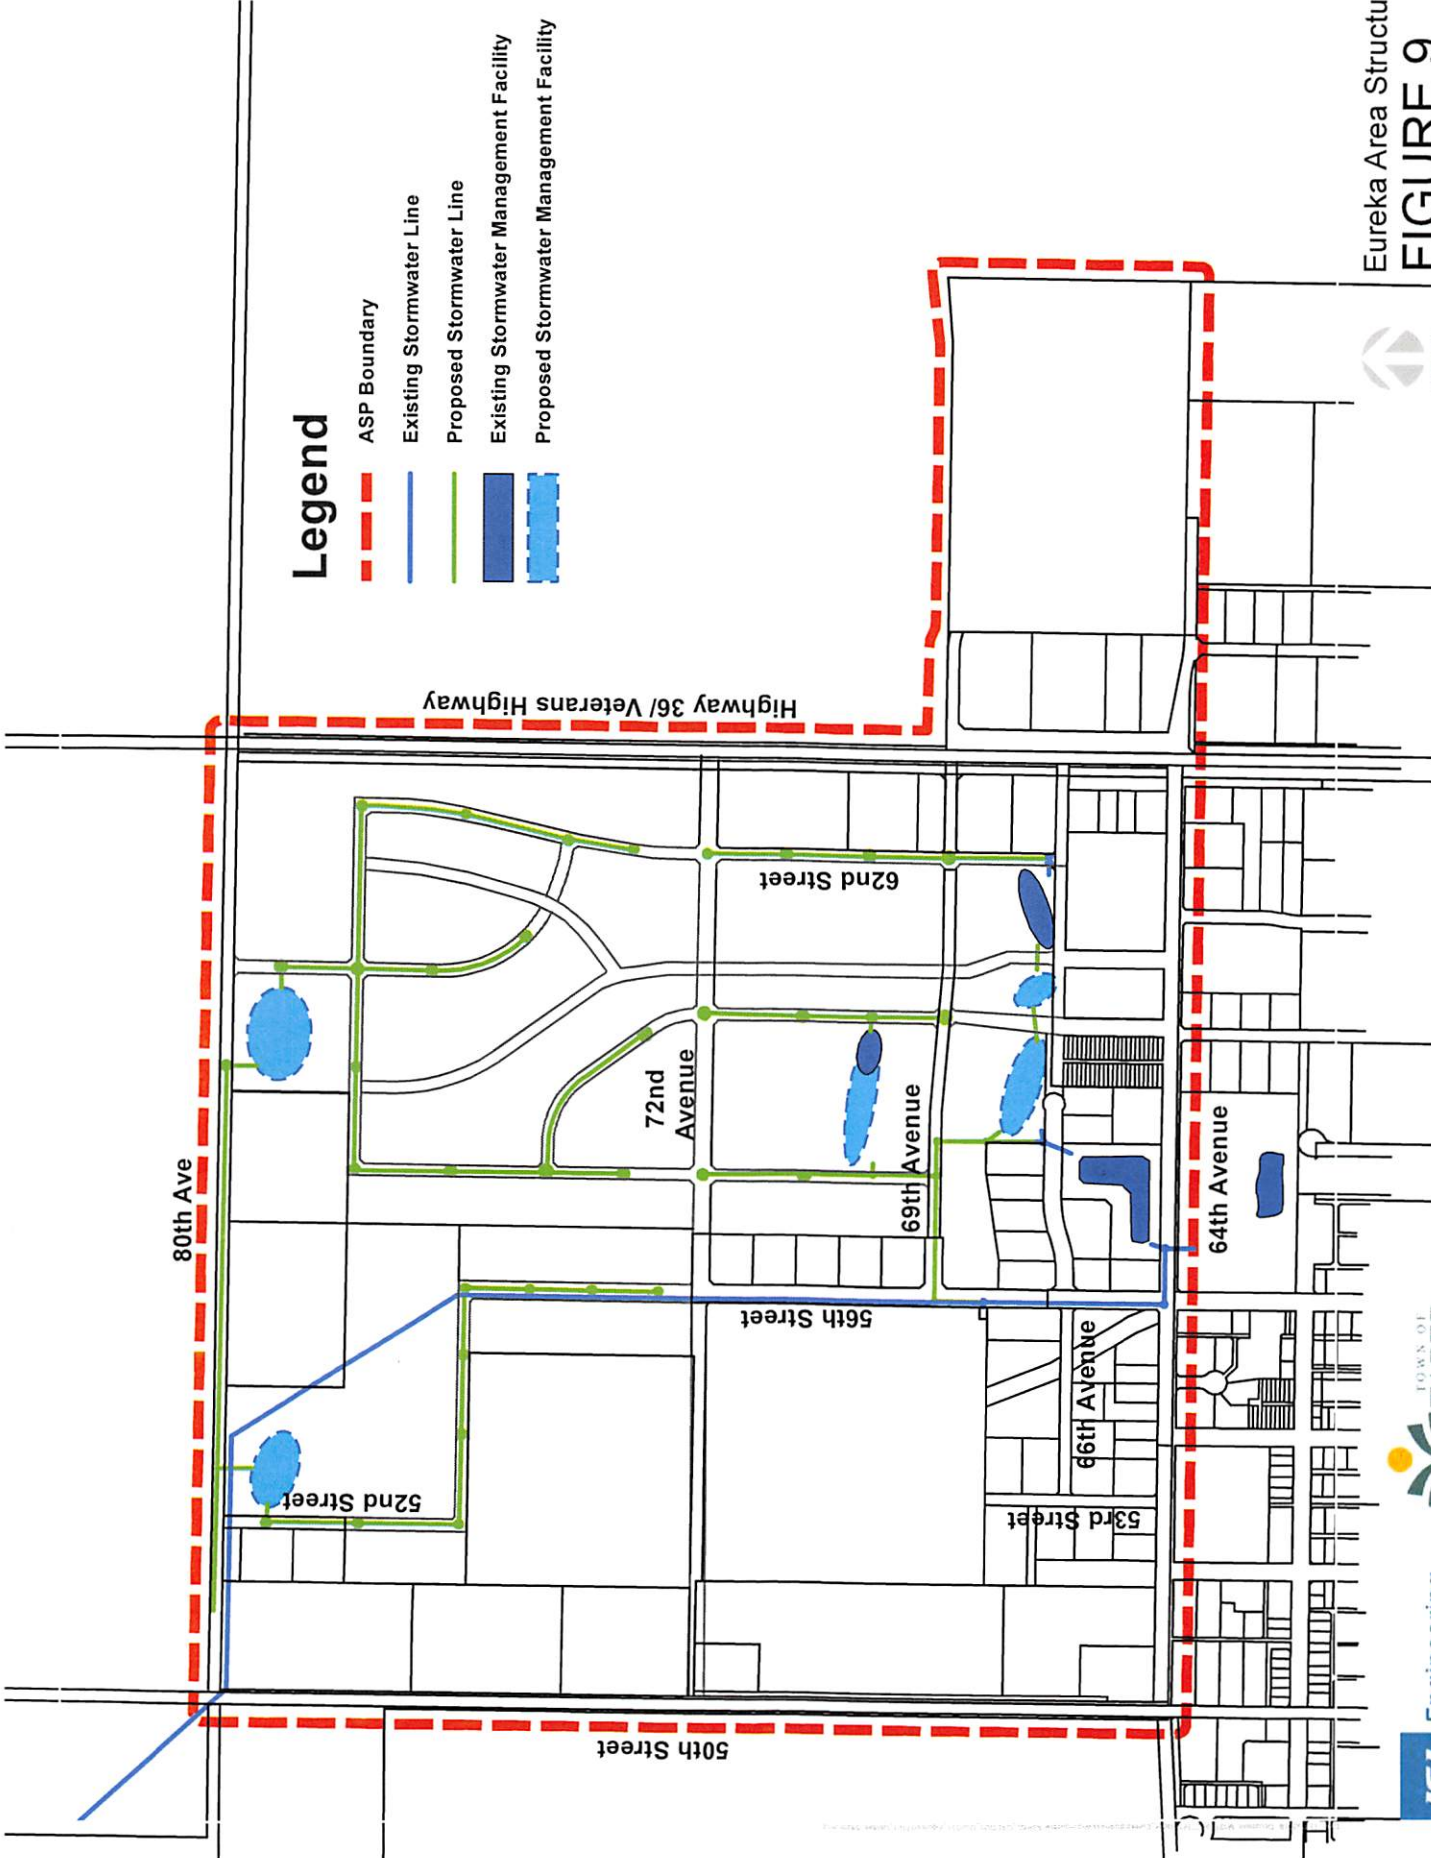 Legend
ASP Boundary
Existing Stormwater Line
Proposed Stormwater Line
Existing Stormwater Management Facility
Proposed Stormwater Management Facility
80th Ave
Highway 36/ Veterans Highway
62nd Street
72nd
Avenue
69th Avenue
56th Street
52nd Street
66th Avenue
53rd Street
64th Avenue
50th Street
Eureka Area Structu
FIGURE 9
TOWN OF